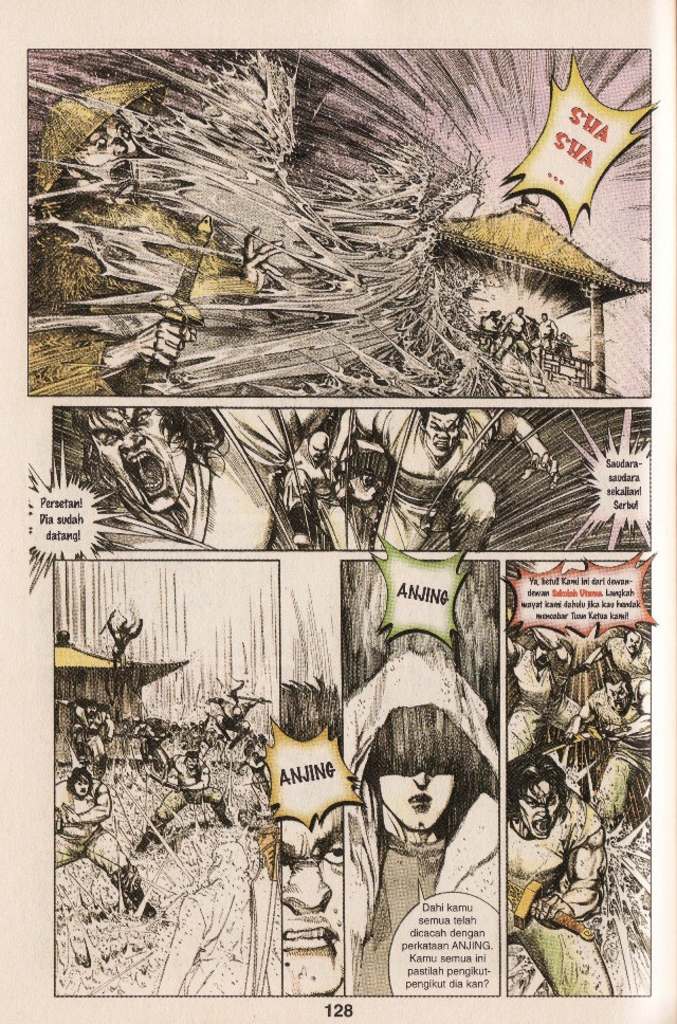 S'HA
S'HA
...
Persetan!
Dia sudah
datang!
Saudara-
saudara
sekalian!
Serbu!
ANJING
ANJING
Dahi kamu
semua telah
dicacah dengan
perkataan ANJING.
Kamu semua ini
pastilah pengikut-
pengikut dia kan?
Ya, betul! Kami ini dari dewan-
dewan Sekolah Utama. Langkah
mayat kami dahulu jika kau hendak
mencabar Tuan Ketua kami!
128